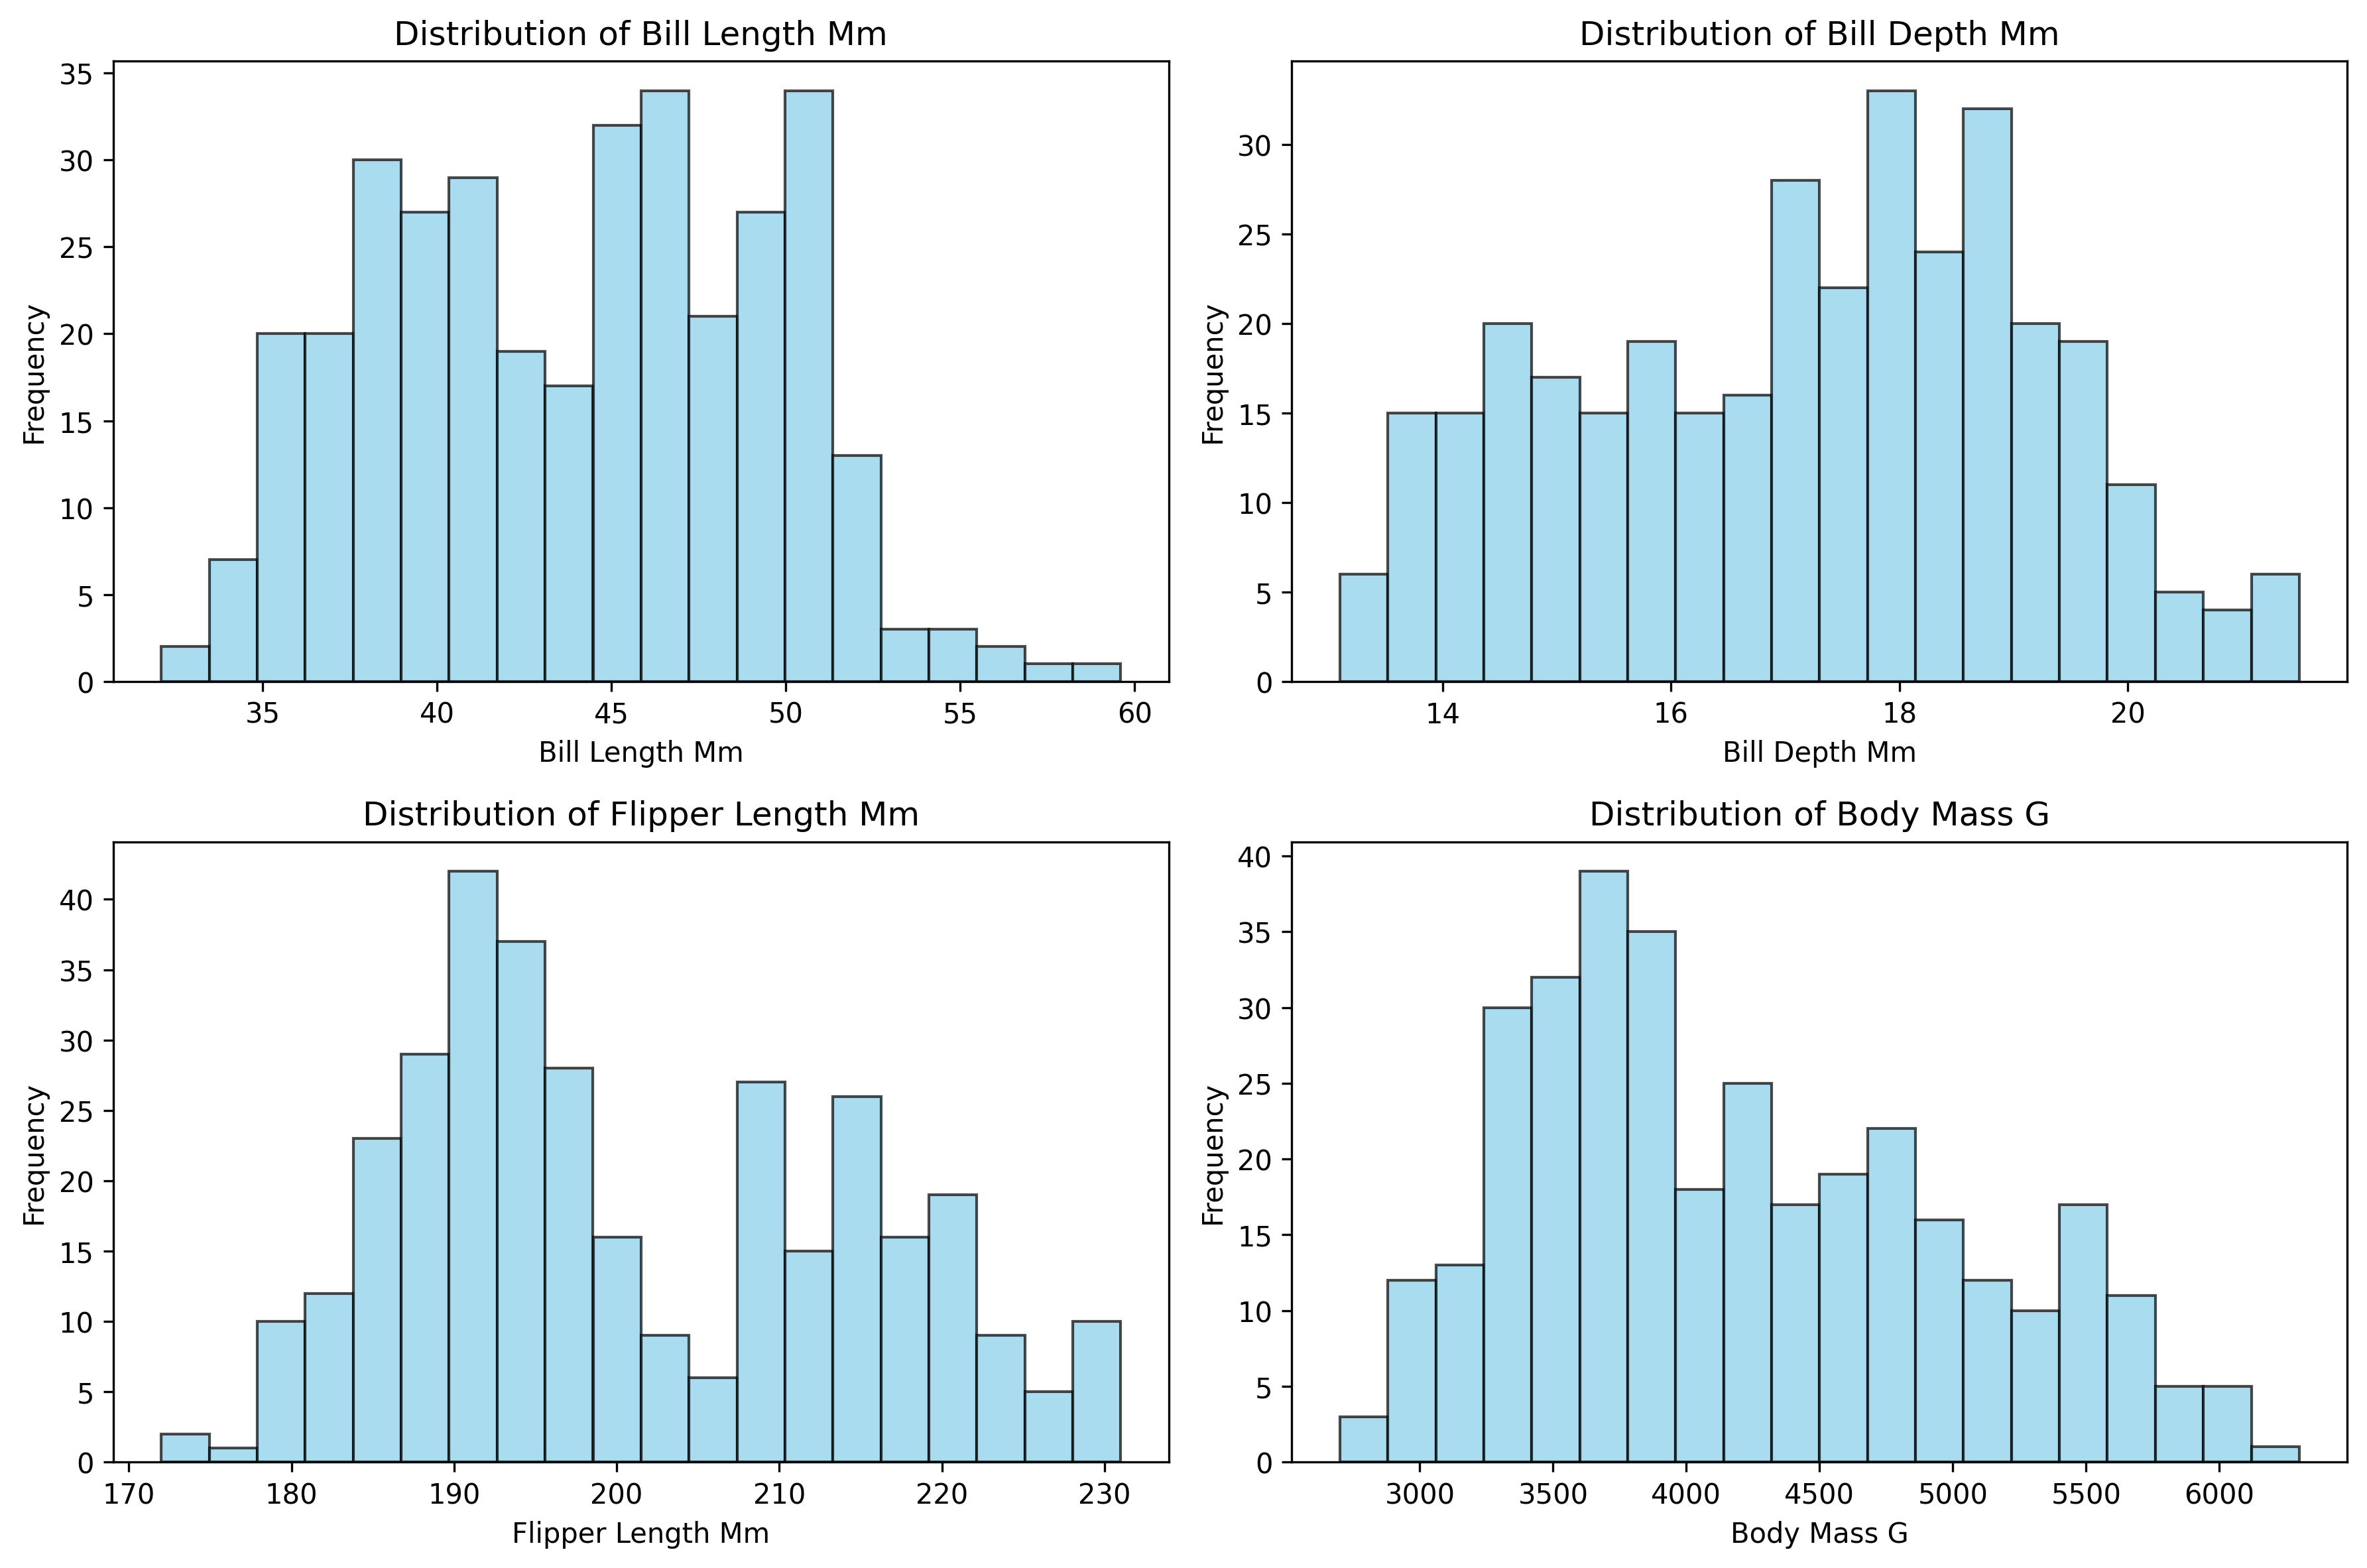 Distribution of Bill Length Mm
Frequency
35
30
25
20
15
10
5
0
35 40 45 50 55 60
Bill Length Mm
Distribution of Bill Depth Mm
Frequency
30
25
20
15
10
5
0
14 16 18 20
Bill Depth Mm
Distribution of Flipper Length Mm
Frequency
40
35
30
25
20
15
10
5
0
170 180 190 200 210 220 230
Flipper Length Mm
Distribution of Body Mass G
Frequency
40
35
30
25
20
15
10
5
0
3000 3500 4000 4500 5000 5500 6000
Body Mass G